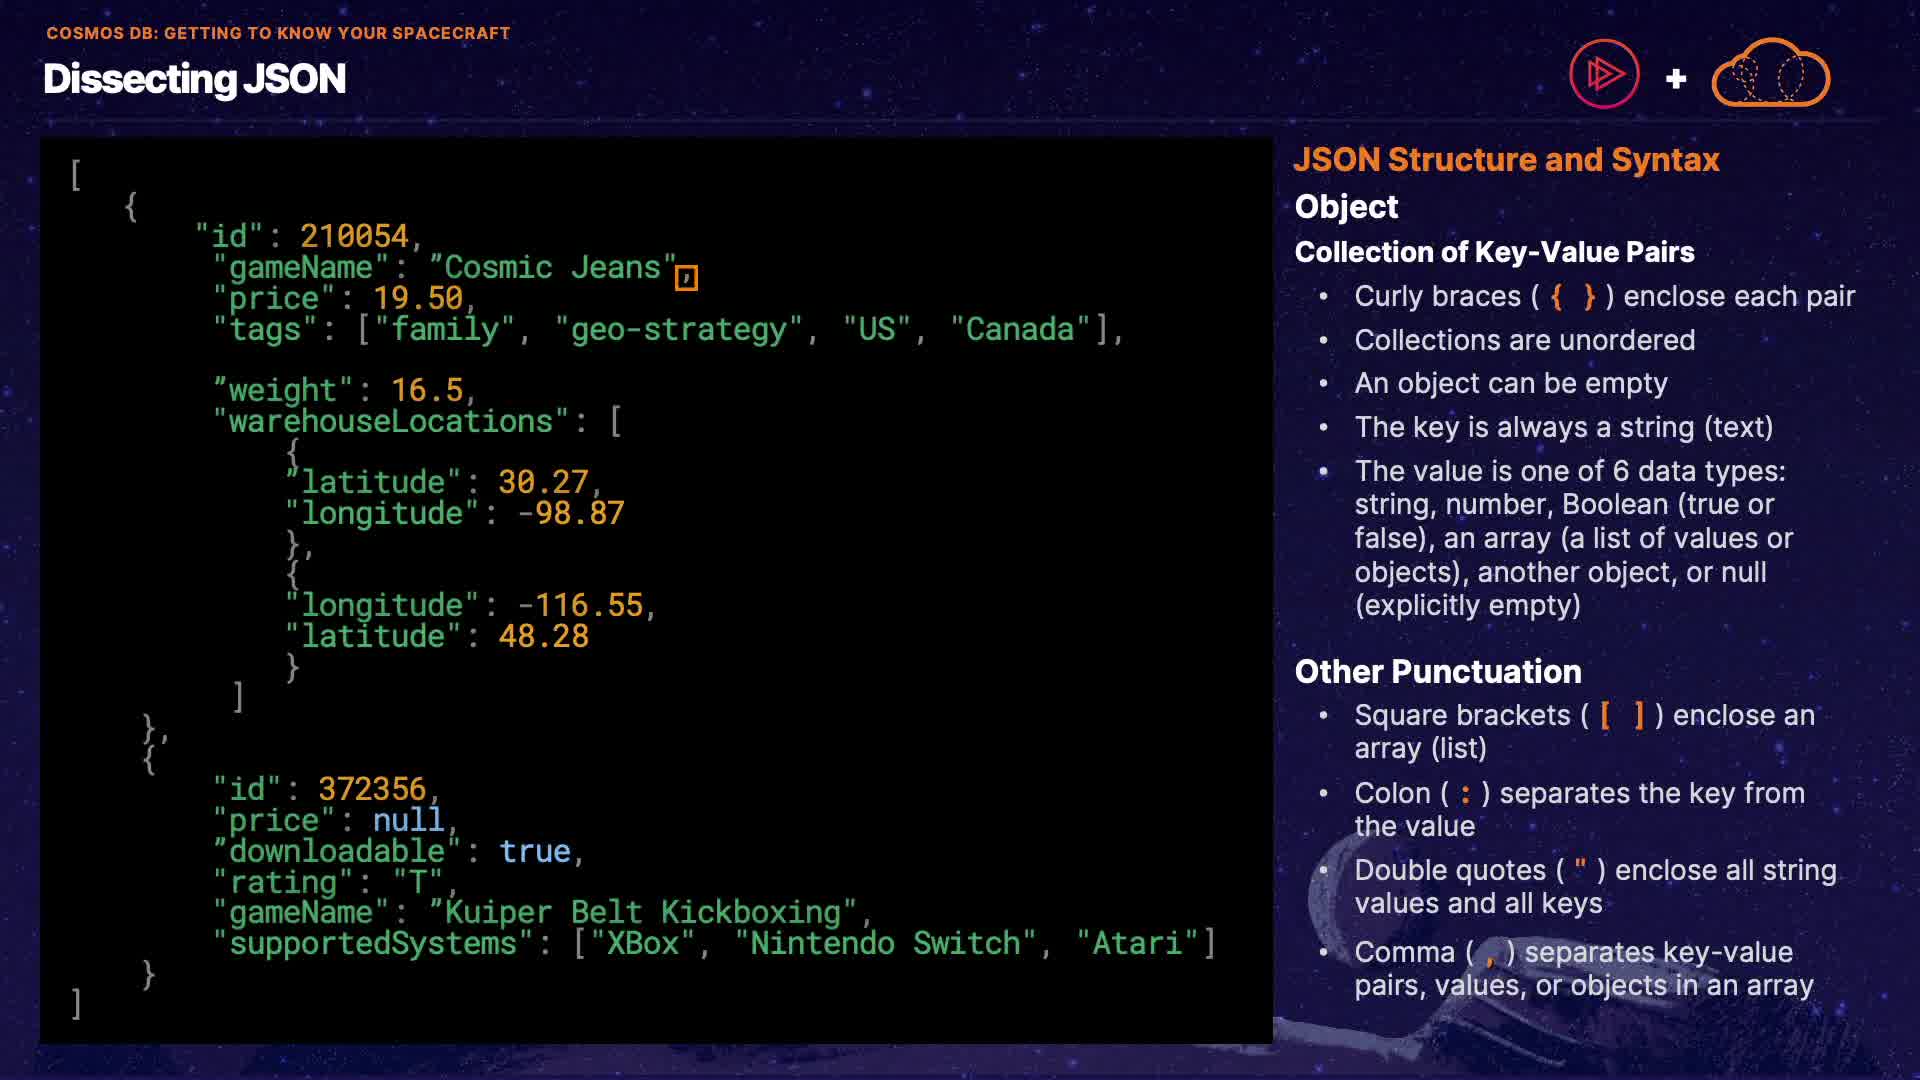 COSMOS DB: GETTING TO KNOW YOUR SPACECRAFT
Dissecting JSON
+
[
{
"id": 210054,
"gameName": ”Cosmic Jeans",
"price": 19.50,
"tags": ["family", "geo-strategy", "US", "Canada"],
”weight": 16.5,
"warehouseLocations": [
{
”latitude": 30.27,
"longitude": -98.87
},
{
"longitude": -116.55,
"latitude": 48.28
}
]
},
{
"id": 372356,
"price": null,
”downloadable": true,
"rating": "T",
"gameName": ”Kuiper Belt Kickboxing",
"supportedSystems": ["XBox", "Nintendo Switch", "Atari"]
}
]
JSON Structure and Syntax
Object
Collection of Key-Value Pairs
• Curly braces ( { } ) enclose each pair
• Collections are unordered
• An object can be empty
• The key is always a string (text)
• The value is one of 6 data types:
string, number, Boolean (true or
false), an array (a list of values or
objects), another object, or null
(explicitly empty)
Other Punctuation
• Square brackets ( [ ] ) enclose an
array (list)
• Colon ( : ) separates the key from
the value
• Double quotes ( " ) enclose all string
values and all keys
• Comma ( , ) separates key-value
pairs, values, or objects in an array